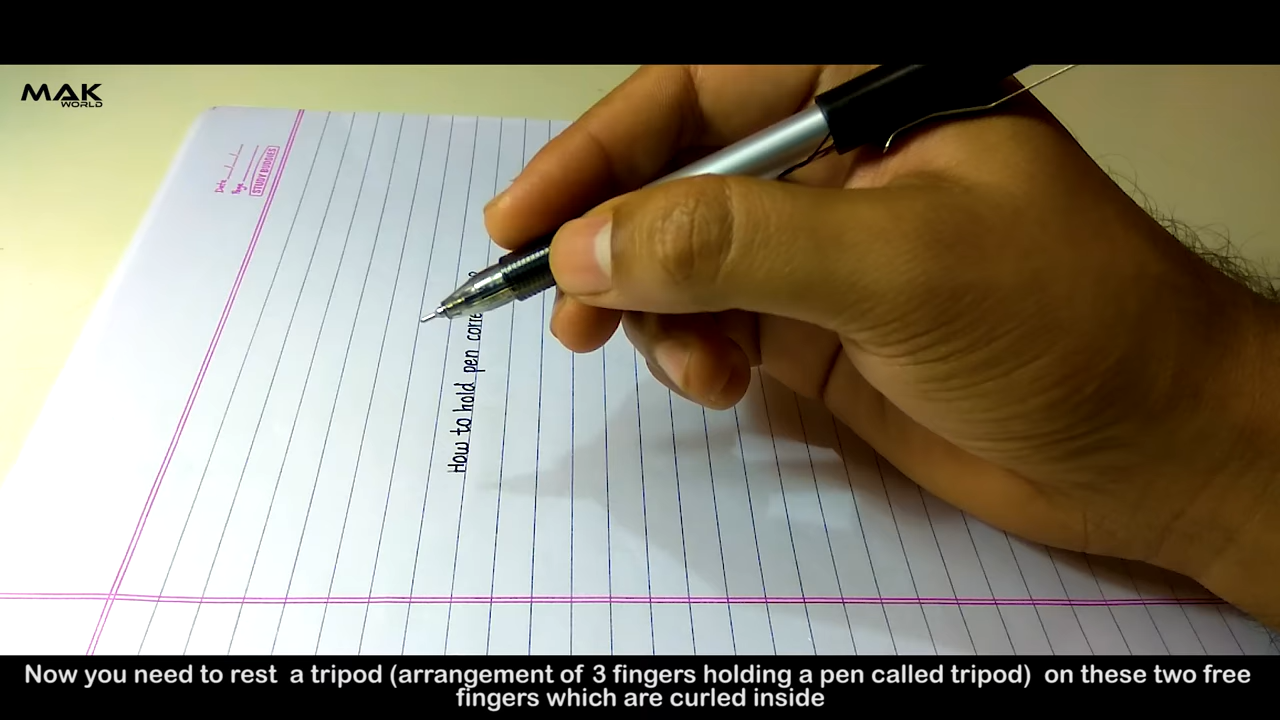 MAK
WORLD
Date
Page
STUDY BUDDIES
How to hold pen
Now you need to rest a tripod (arrangement of 3 fingers holding a pen called tripod) on these two free
fingers which are curled inside